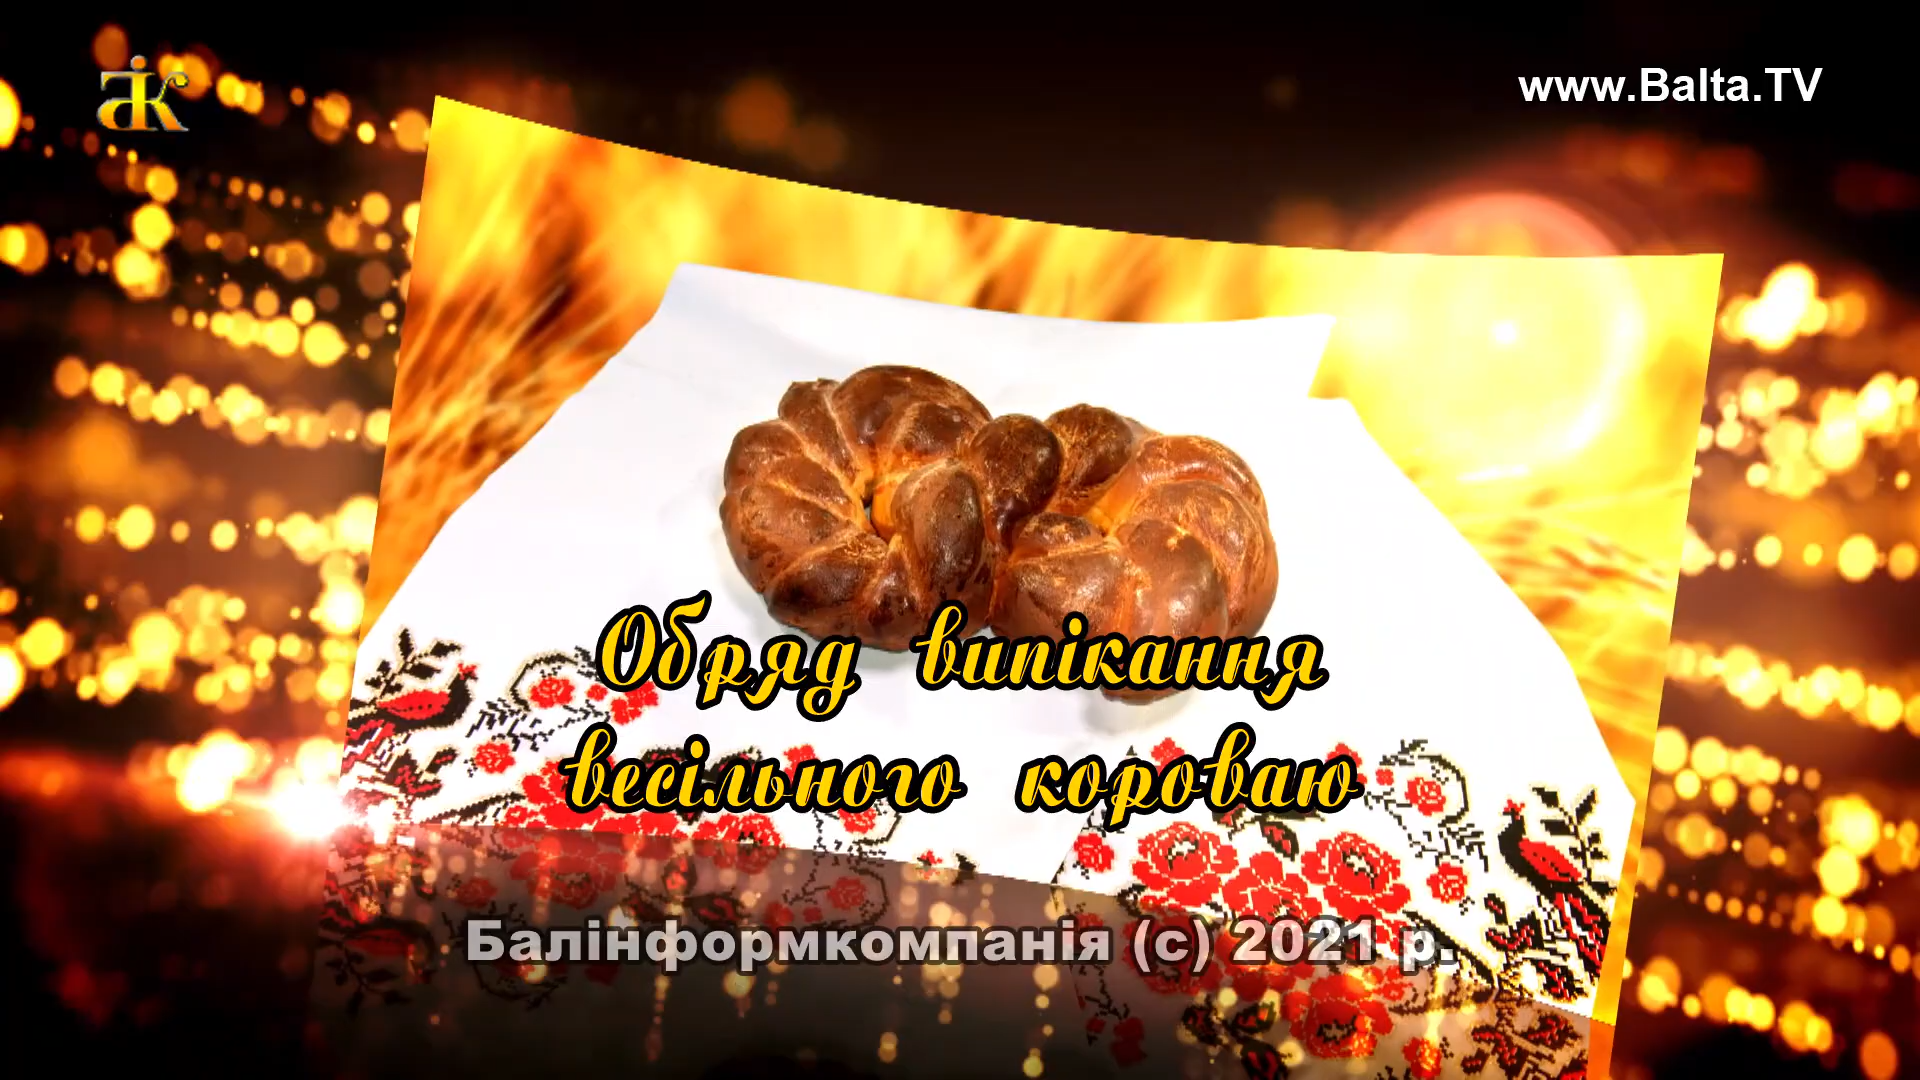 www.Balta.TV
Обряд випікання
весільного короваю
Балінформкомпанія (с) 2021 р.